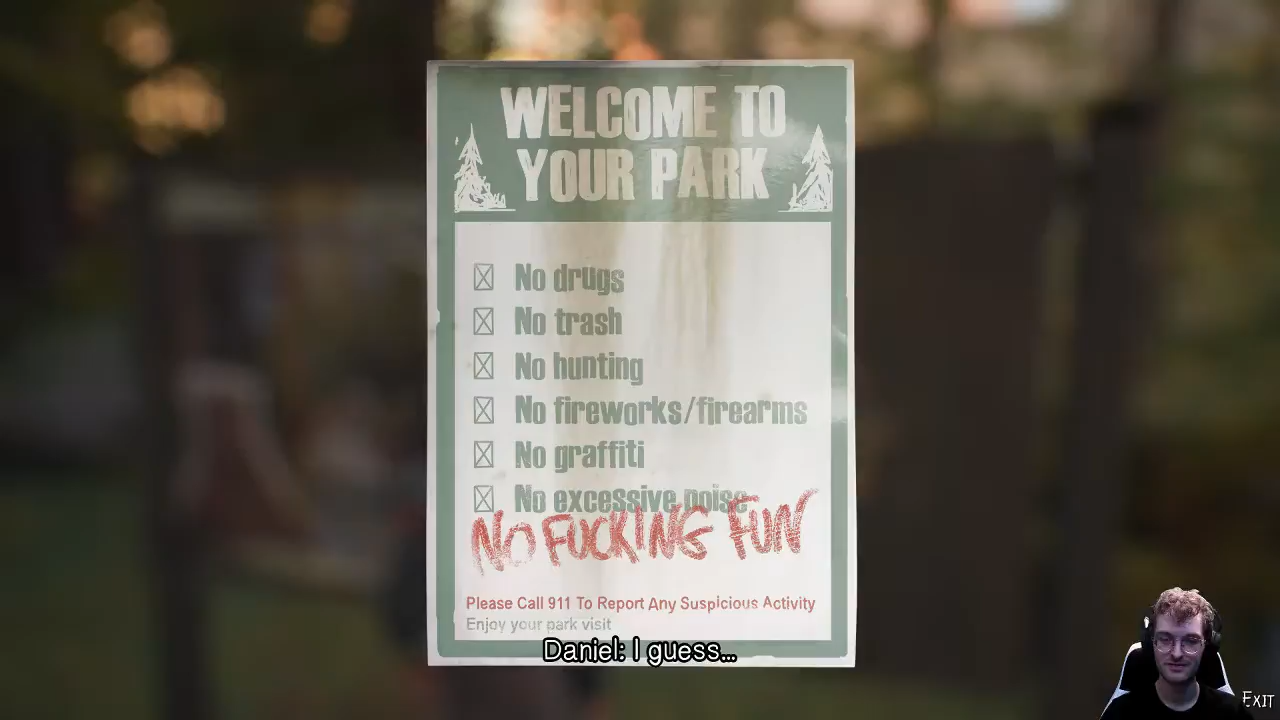 WELCOME TO
YOUR PARK
No drugs
No trash
No hunting
No fireworks/firearms
No graffiti
No excessive noise
NO FUCKING FUN
Please Call 911 To Report Any Suspicious Activity
Enjoy your park visit
Daniel: I guess...
EXIT